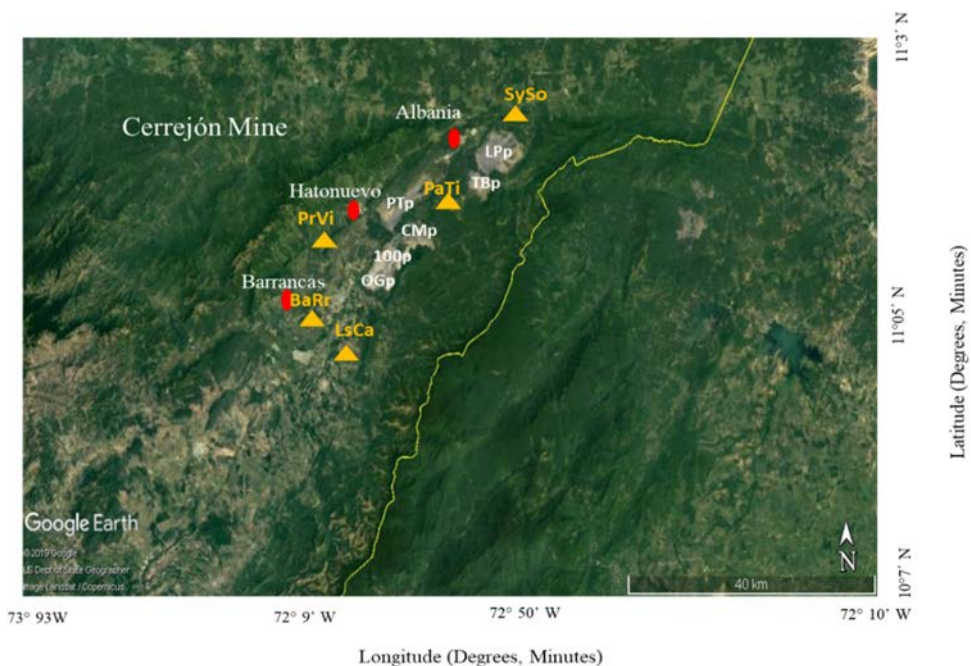 11°3' N
SySo
Albania
Cerrejón Mine
LPp
TBp
Hatonuevo
PaTi
PTp
PrVi
CMp
100p
Barrancas
OGp
BaRr
11°05' N
LsCa
Latitude (Degrees, Minutes)
Google Earth
©2019 Google
US Dept of State Geographer
Image Landsat / Copernicus
N
40 km
10°7' N
73° 93W
72° 9' W
72° 50' W
72° 10' W
Longitude (Degrees, Minutes)